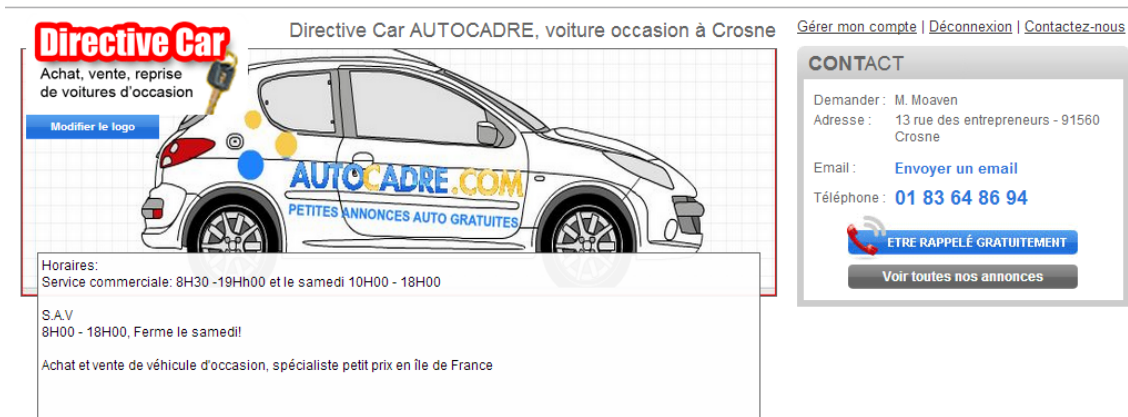 Directive Car
Achat, vente, reprise
de voitures d'occasion
Modifier le logo
Directive Car AUTOCADRE, voiture occasion à Crosne
AUTOCADRE.COM
PETITES ANNONCES AUTO GRATUITES
Horaires:
Service commerciale: 8H30 -19Hh00 et le samedi 10H00 - 18H00
S.A.V
8H00 - 18H00, Ferme le samedi!
Achat et vente de véhicule d'occasion, spécialiste petit prix en île de France
Gérer mon compte | Déconnexion | Contactez-nous
CONTACT
Demander : M. Moaven
Adresse : 13 rue des entrepreneurs - 91560
Crosne
Email : Envoyer un email
Téléphone : 01 83 64 86 94
ETRE RAPPELÉ GRATUITEMENT
Voir toutes nos annonces